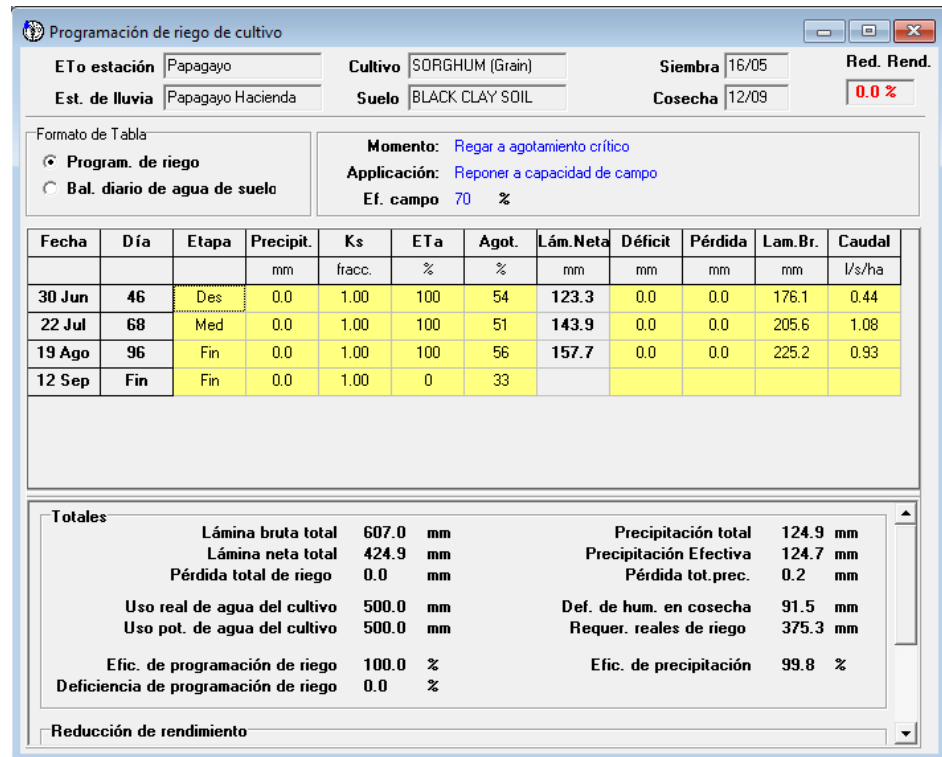 Programación de riego de cultivo
ETo estación Papagayo Cultivo SORGHUM (Grain) Siembra 16/05 Red. Rend.
Est. de lluvia Papagayo Hacienda Suelo BLACK CLAY SOIL Cosecha 12/09 0.0 %
Formato de Tabla
Program. de riego
Bal. diario de agua de suelo
Momento: Regar a agotamiento crítico
Applicación: Reponer a capacidad de campo
Ef. campo 70 %
Fecha Día Etapa Precipit. Ks ETa Agot. Lám.Neta Déficit Pérdida Lam.Br. Caudal
mm fracc. % % mm mm mm mm l/s/ha
30 Jun 46 Des 0.0 1.00 100 54 123.3 0.0 0.0 176.1 0.44
22 Jul 68 Med 0.0 1.00 100 51 143.9 0.0 0.0 205.6 1.08
19 Ago 96 Fin 0.0 1.00 100 56 157.7 0.0 0.0 225.2 0.93
12 Sep Fin Fin 0.0 1.00 0 33
Totales
Lámina bruta total 607.0 mm Precipitación total 124.9 mm
Lámina neta total 424.9 mm Precipitación Efectiva 124.7 mm
Pérdida total de riego 0.0 mm Pérdida tot.prec. 0.2 mm
Uso real de agua del cultivo 500.0 mm Def. de hum. en cosecha 91.5 mm
Uso pot. de agua del cultivo 500.0 mm Requer. reales de riego 375.3 mm
Efic. de programación de riego 100.0 % Efic. de precipitación 99.8 %
Deficiencia de programación de riego 0.0 %
Reducción de rendimiento